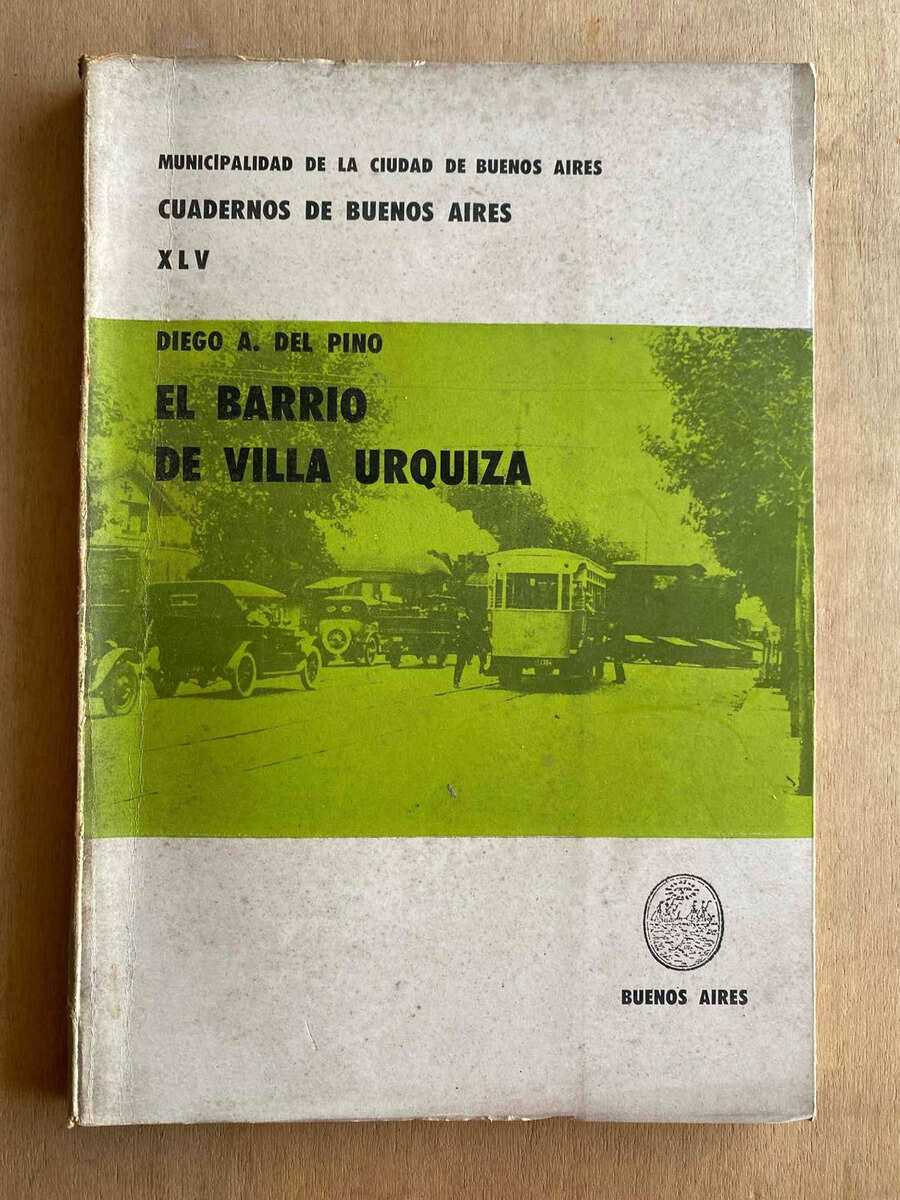 MUNICIPALIDAD DE LA CIUDAD DE BUENOS AIRES
CUADERNOS DE BUENOS AIRES
XLV
DIEGO A. DEL PINO
EL BARRIO
DE VILLA URQUIZA
BUENOS AIRES